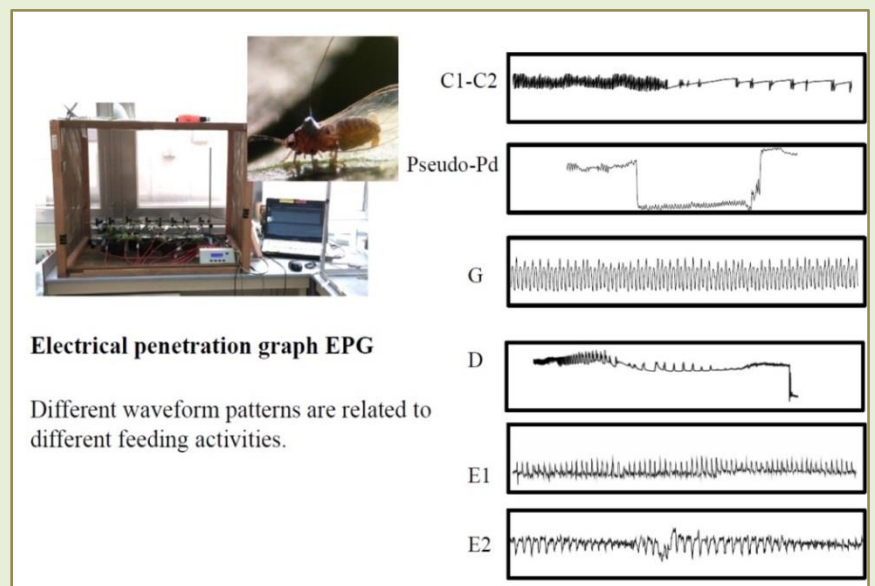 Electrical penetration graph EPG
Different waveform patterns are related to
different feeding activities.
C1-C2
Pseudo-Pd
G
D
E1
E2